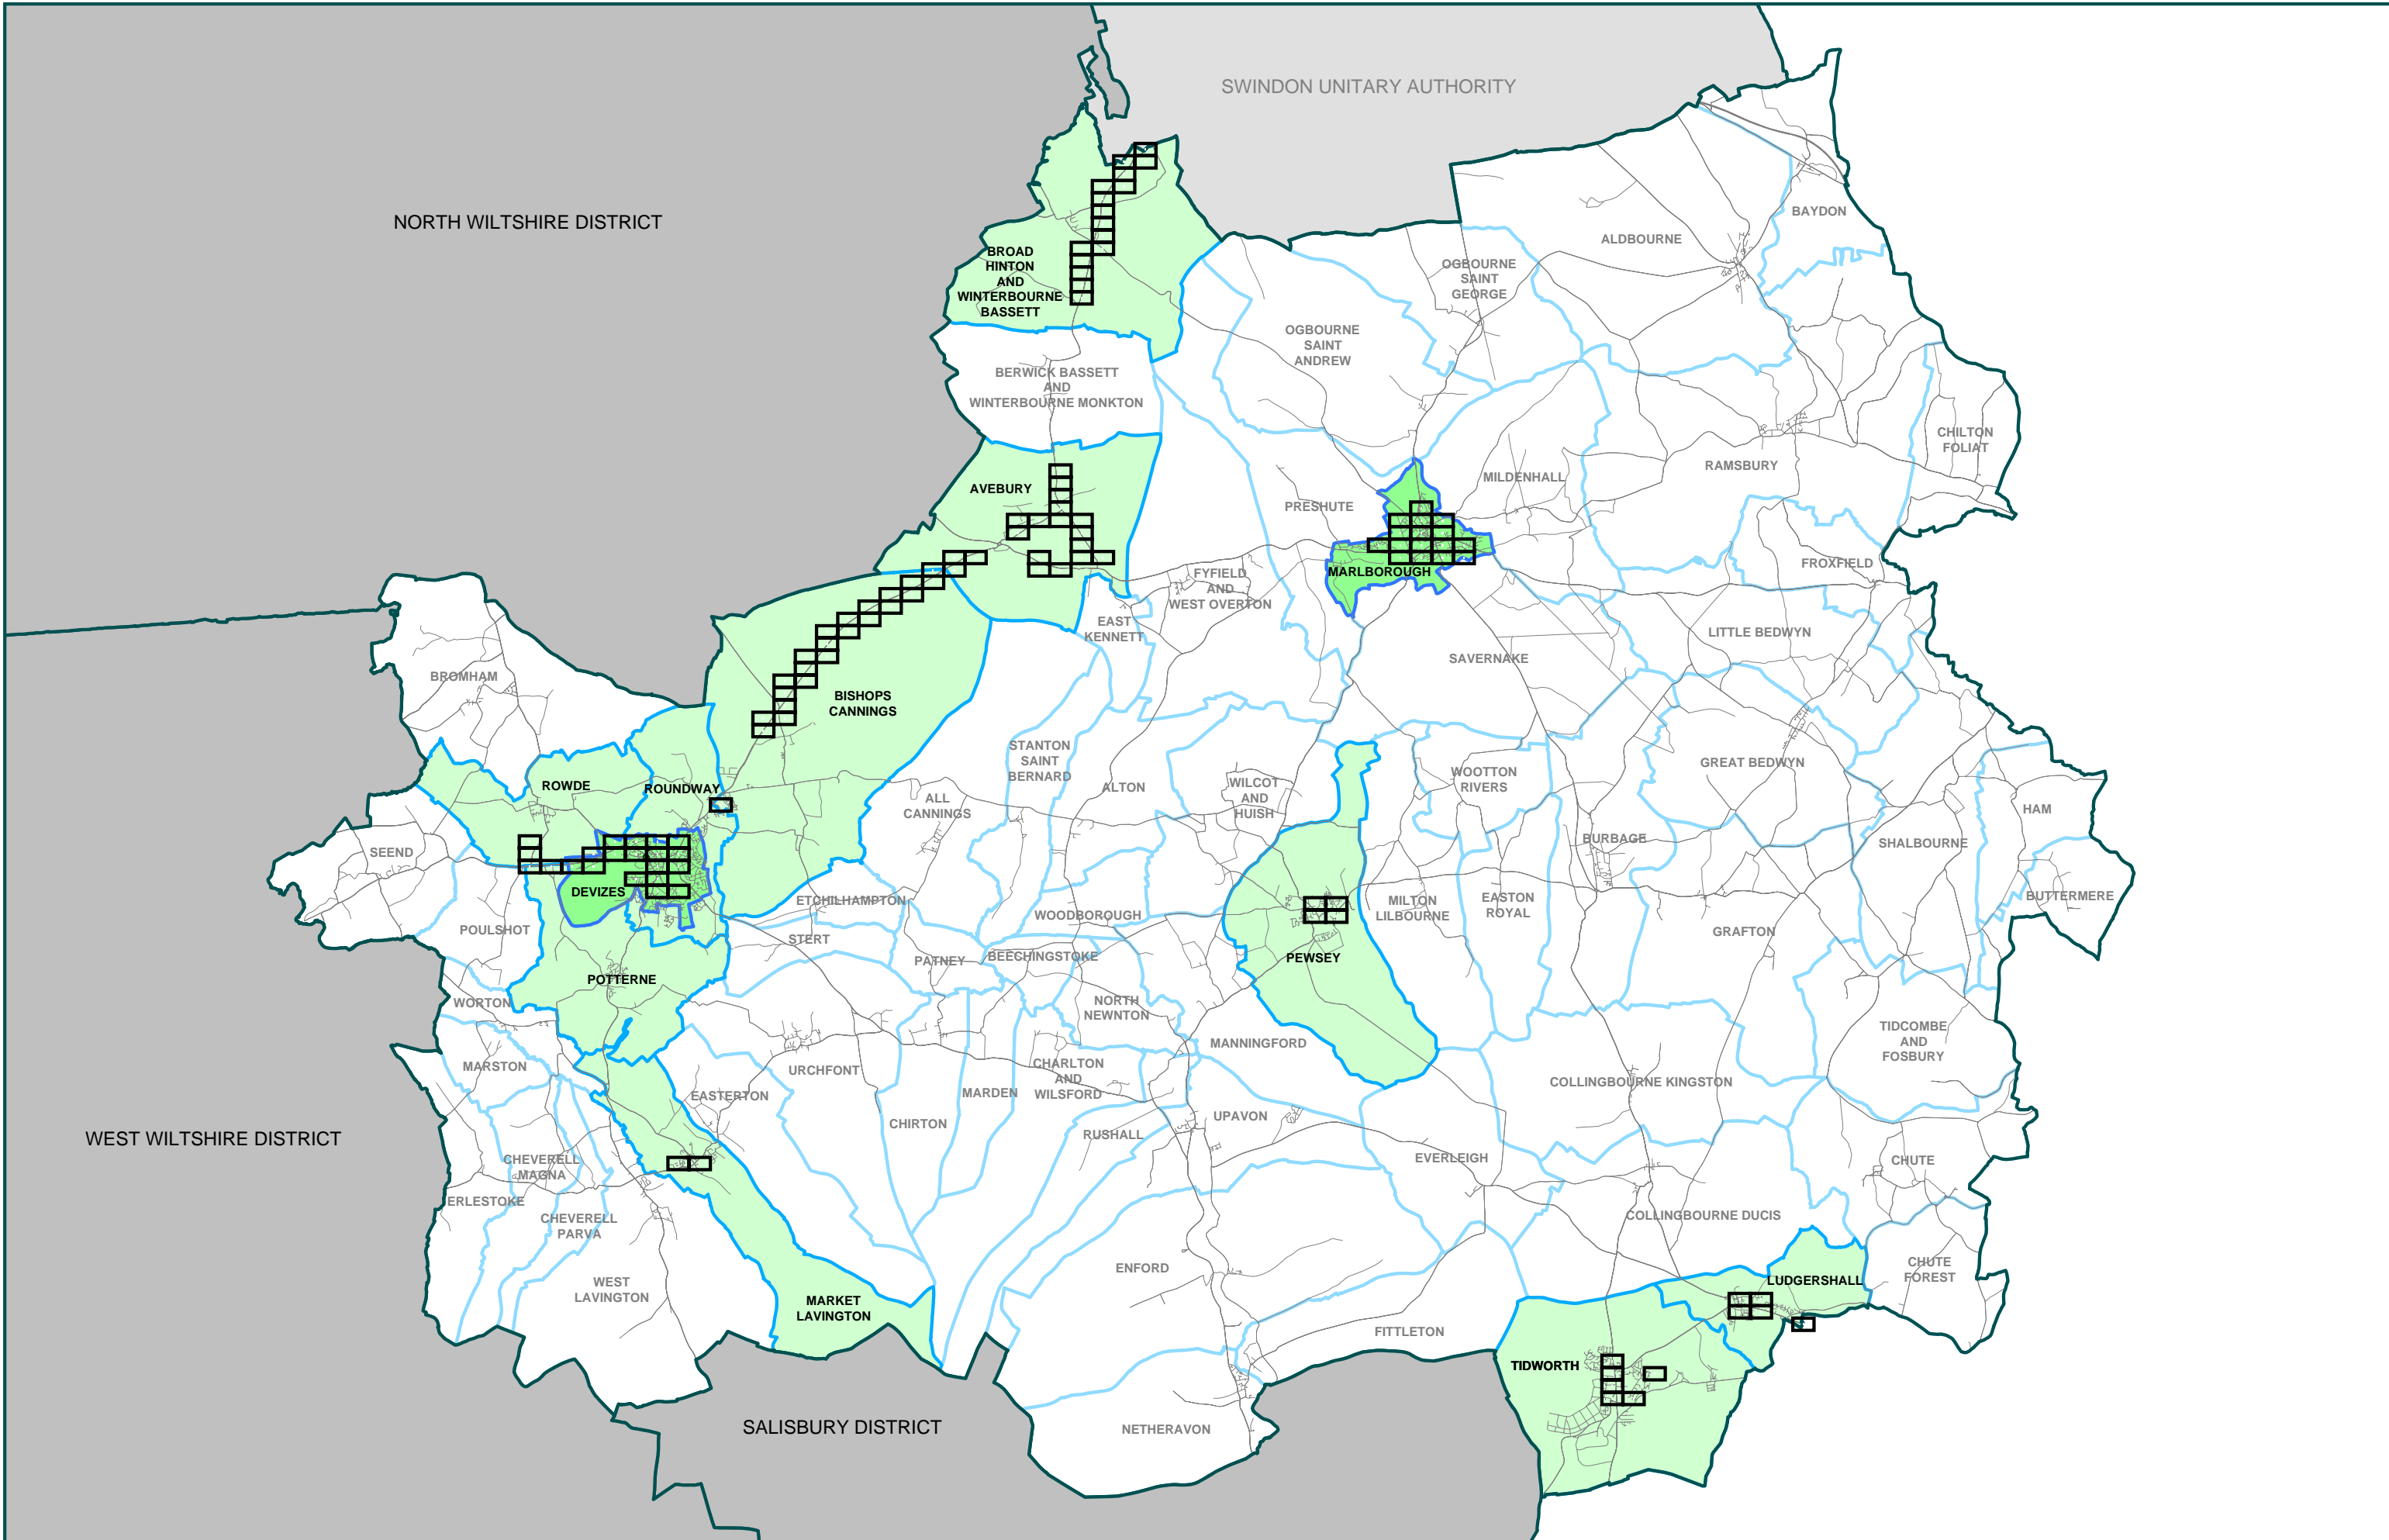 SWINDON UNITARY AUTHORITY
NORTH WILTSHIRE DISTRICT
BAYDON
ALDBOURNE
BROAD
HINTON
AND
WINTERBOURNE
BASSETT
OGBOURNE
SAINT
GEORGE
OGBOURNE
SAINT
ANDREW
BERWICK BASSETT
AND
WINTERBOURNE MONKTON
CHILTON
FOLIAT
RAMSBURY
MILDENHALL
AVEBURY
PRESHUTE
MARLBOROUGH
FROXFIELD
FYFIELD
AND
WEST OVERTON
EAST
KENNETT
LITTLE BEDWYN
SAVERNAKE
BROMHAM
BISHOPS
CANNINGS
STANTON
SAINT
BERNARD
GREAT BEDWYN
WOOTTON
RIVERS
ROWDE
ROUNDWAY
ALTON
WILCOT
AND
HUISH
ALL
CANNINGS
HAM
BURBAGE
SHALBOURNE
SEEND
DEVIZES
BUTTERMERE
ETCHILHAMPTON
MILTON
LILBOURNE
EASTON
ROYAL
WOODBOROUGH
POULSHOT
GRAFTON
STERT
BEECHINGSTOKE
PATNEY
PEWSEY
POTTERNE
WORTON
NORTH
NEWNTON
TIDCOMBE
AND
FOSBURY
MANNINGFORD
MARSTON
URCHFONT
CHARLTON
AND
WILSFORD
COLLINGBOURNE KINGSTON
MARDEN
EASTERTON
UPAVON
CHIRTON
RUSHALL
WEST WILTSHIRE DISTRICT
EVERLEIGH
CHEVERELL
MAGNA
CHUTE
ERLESTOKE
CHEVERELL
PARVA
COLLINGBOURNE DUCIS
ENFORD
CHUTE
FOREST
WEST
LAVINGTON
LUDGERSHALL
MARKET
LAVINGTON
FITTLETON
TIDWORTH
SALISBURY DISTRICT
NETHERAVON